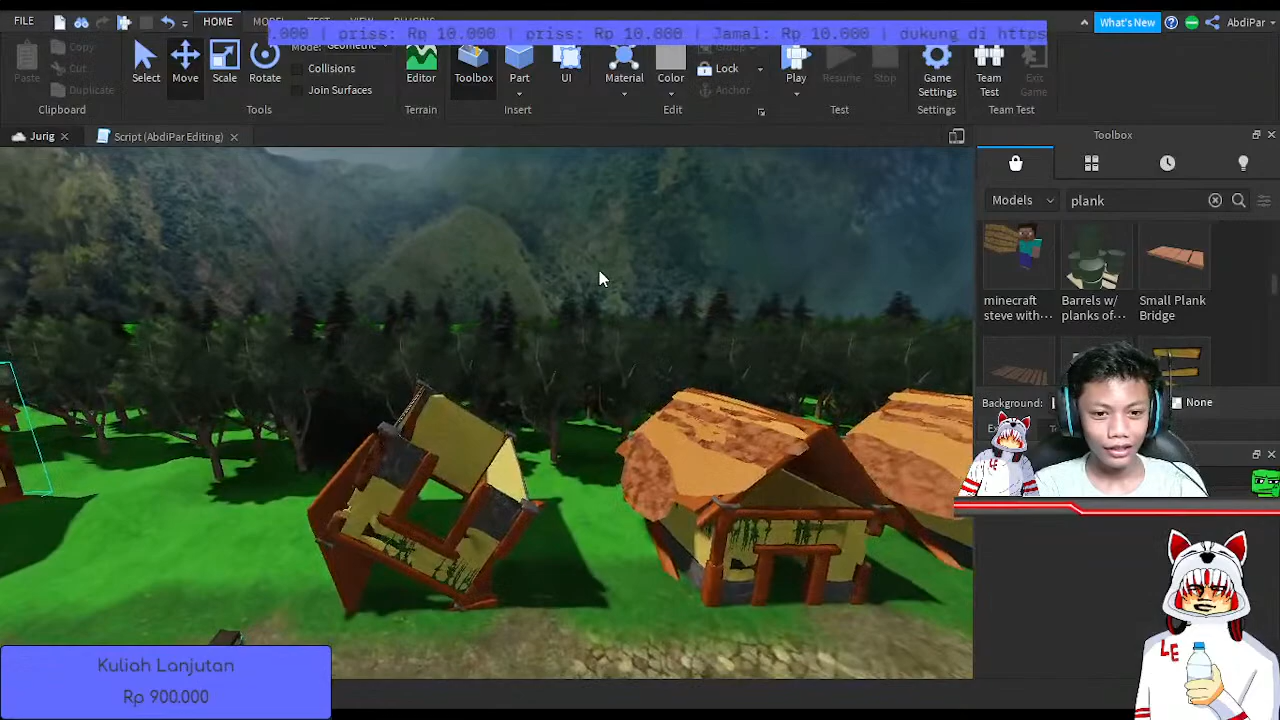 FILE
HOME
.000 | priss: Rp 10.000 | priss: Rp 10.000 | Jamal: Rp 10.000 | dukung di https
What's New
AbdiPar
Paste
Copy
Cut
Duplicate
Clipboard
Select
Move
Scale
Rotate
Mode: Geometric
Collisions
Join Surfaces
Tools
Editor
Terrain
Toolbox
Part
UI
Insert
Material
Color
Group
Lock
Anchor
Edit
Play
Resume
Stop
Test
Game
Settings
Settings
Team
Test
Exit
Game
Team Test
Jurig
Script (AbdiPar Editing)
Toolbox
Models
plank
minecraft
steve with...
Barrels w/
planks of...
Small Plank
Bridge
Background:
None
LE
LE
Kuliah Lanjutan
Rp 900.000